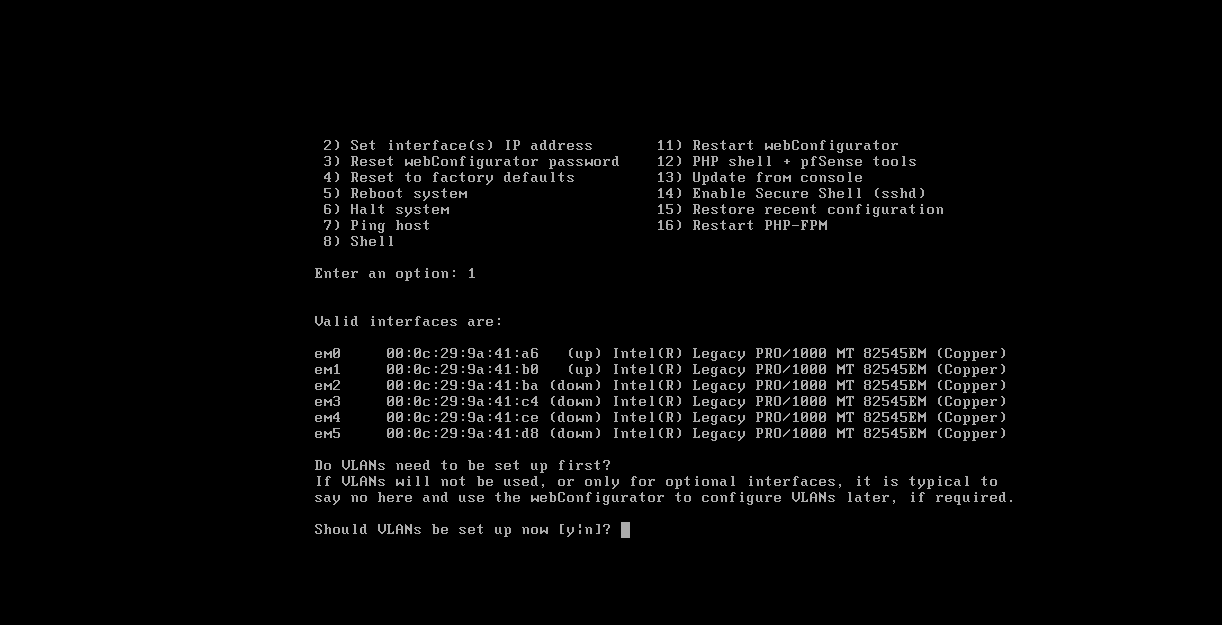 2) Set interface(s) IP address          11) Restart webConfigurator
3) Reset webConfigurator password       12) PHP shell + pfSense tools
4) Reset to factory defaults            13) Update from console
5) Reboot system                        14) Enable Secure Shell (sshd)
6) Halt system                          15) Restore recent configuration
7) Ping host                            16) Restart PHP-FPM
8) Shell
Enter an option: 1
Valid interfaces are:
em0     00:0c:29:9a:41:a6   (up) Intel(R) Legacy PRO/1000 MT 82545EM (Copper)
em1     00:0c:29:9a:41:b0   (up) Intel(R) Legacy PRO/1000 MT 82545EM (Copper)
em2     00:0c:29:9a:41:ba (down) Intel(R) Legacy PRO/1000 MT 82545EM (Copper)
em3     00:0c:29:9a:41:c4 (down) Intel(R) Legacy PRO/1000 MT 82545EM (Copper)
em4     00:0c:29:9a:41:ce (down) Intel(R) Legacy PRO/1000 MT 82545EM (Copper)
em5     00:0c:29:9a:41:d8 (down) Intel(R) Legacy PRO/1000 MT 82545EM (Copper)
Do VLANs need to be set up first?
If VLANs will not be used, or only for optional interfaces, it is typical to
say no here and use the webConfigurator to configure VLANs later, if required.
Should VLANs be set up now [y|n]?